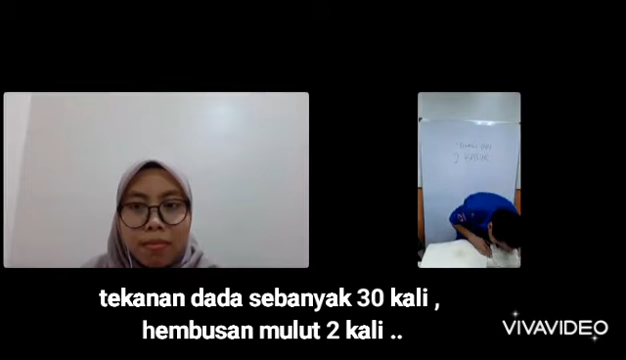 tekanan dada sebanyak 30 kali ,
hembusan mulut 2 kali ..
VIVAVIDEO